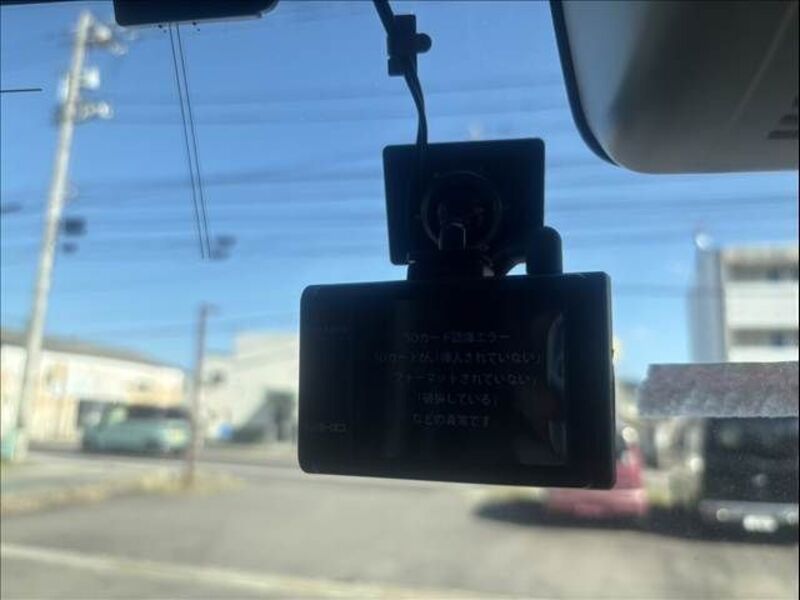 SDカード認識エラー
「SDカードが、「挿入されていない」
「フォーマットされていない」
「破損している」
などの異常です